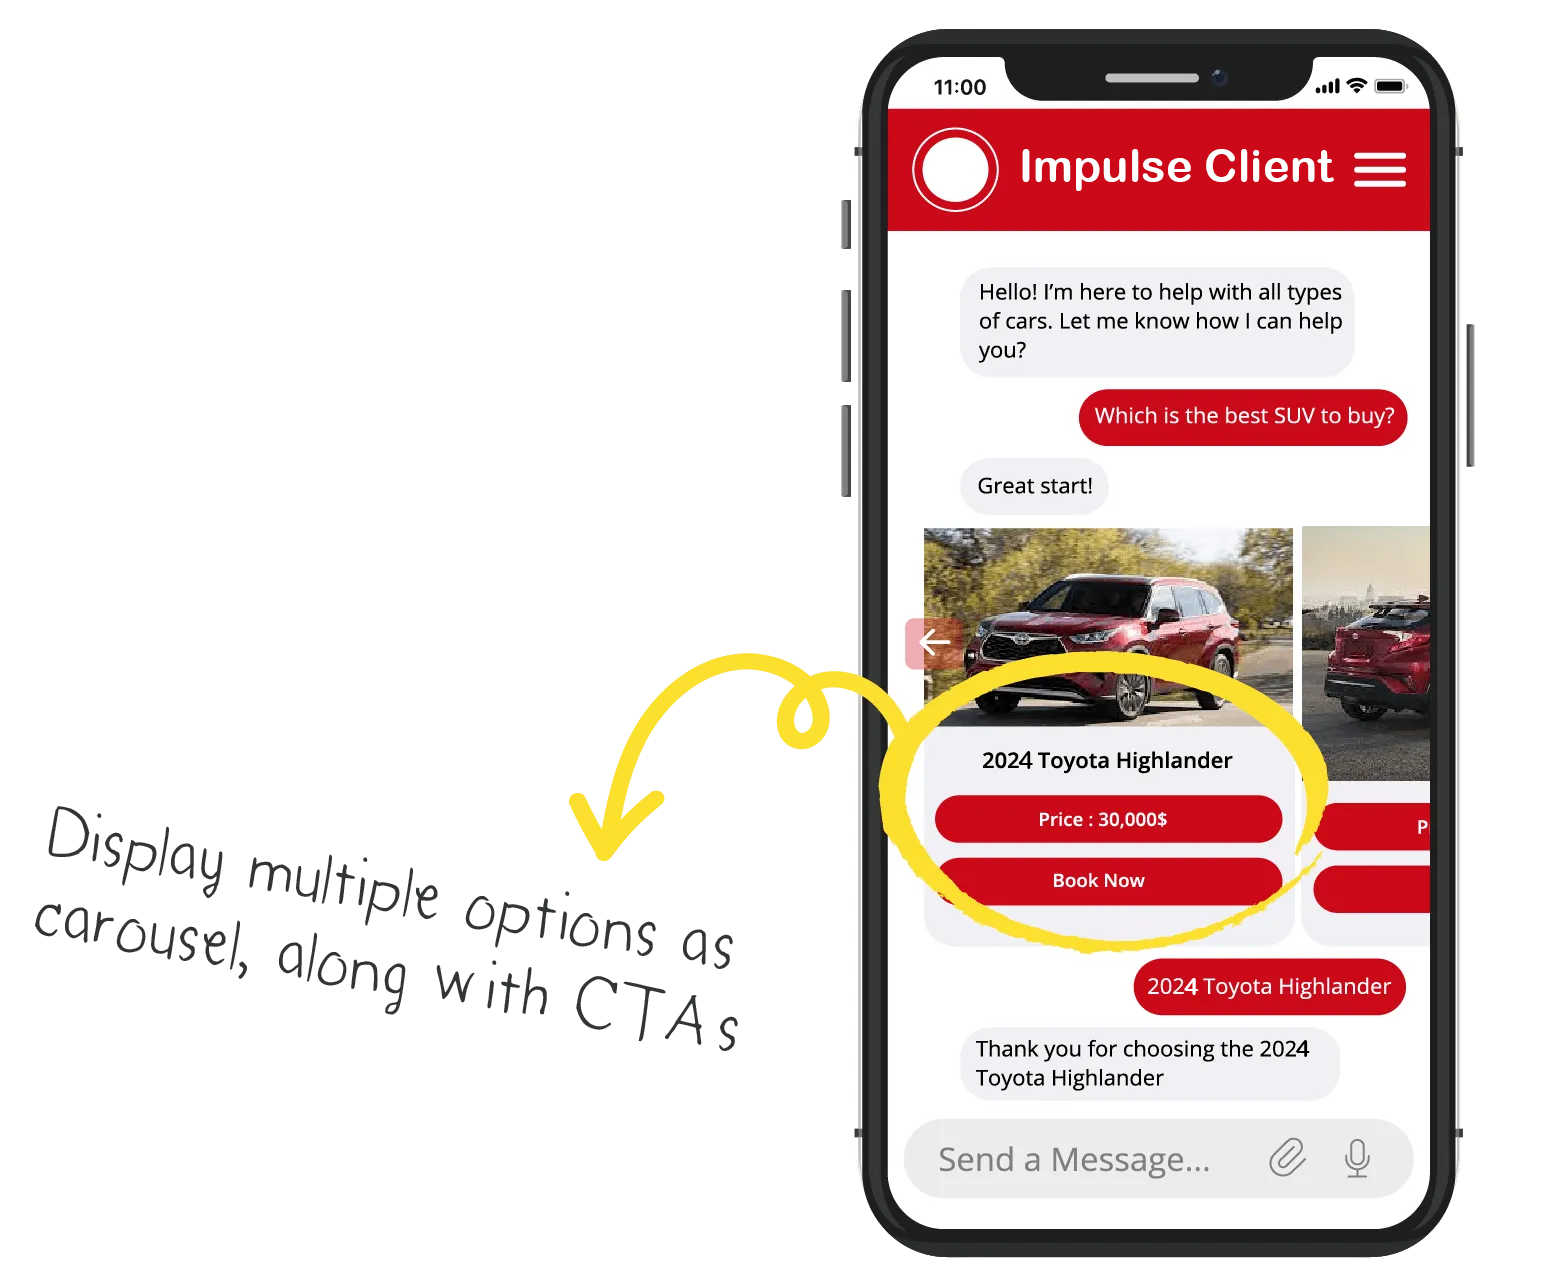 11:00
Impulse Client
Hello! I'm here to help with all types
of cars. Let me know how I can help
you?
Which is the best SUV to buy?
Great start!
2024 Toyota Highlander
Price : 30,000$
Book Now
P
2024 Toyota Highlander
Thank you for choosing the 2024
Toyota Highlander
Send a Message...
Display multiple options as
carousel, along with CTAs